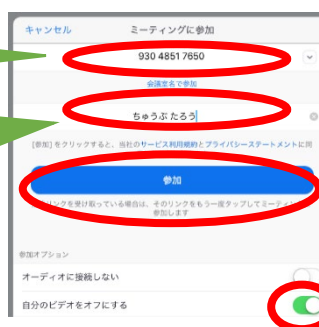 キャンセル ミーティングに参加
930 4851 7650
会議室名で参加
ちゅうぶ たろう
[参加] をクリックすると、当社のサービス利用規約とプライバシーステートメントに同
参加
リンクを受け取っている場合は、そのリンクをもう一度タップしてミーティン
参加します
参加オプション
オーディオに接続しない
自分のビデオをオフにする